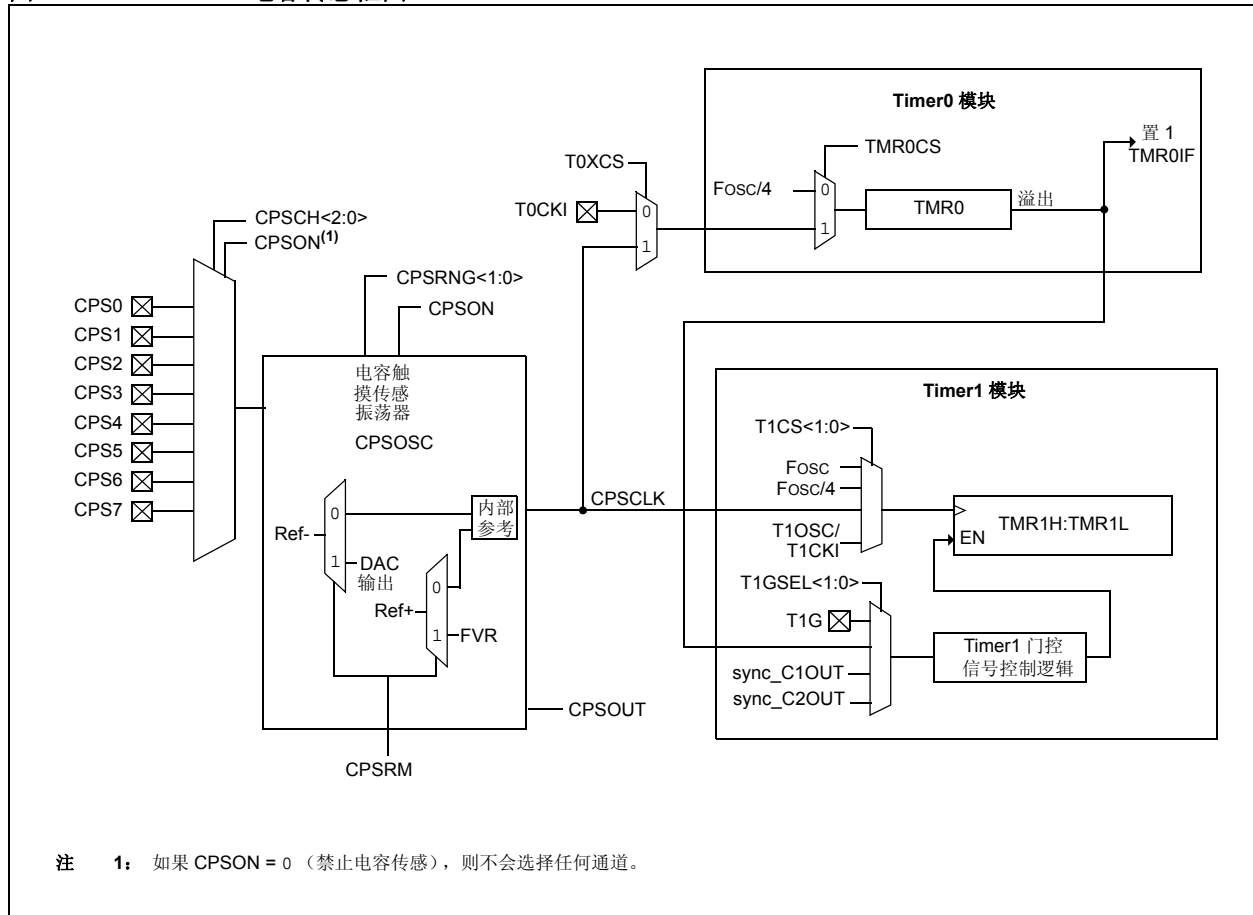 Timer0 模块
TMR0CS
FOSC/4
0
1
TMR0
溢出
置 1
TMR0IF
T0XCS
T0CKI
0
1
CPSCH<2:0>
CPSON(1)
CPS0
CPS1
CPS2
CPS3
CPS4
CPS5
CPS6
CPS7
CPSRNG<1:0>
CPSON
电容触
摸传感
振荡器
CPSOSC
Ref-
0
1
DAC
输出
内部
参考
Ref+
0
1
FVR
CPSRM
CPSCLK
CPSOUT
Timer1 模块
T1CS<1:0>
FOSC
FOSC/4
T1OSC/
T1CKI
TMR1H:TMR1L
EN
T1GSEL<1:0>
T1G
sync_C1OUT
sync_C2OUT
Timer1 门控
信号控制逻辑
注 1: 如果 CPSON = 0 (禁止电容传感),则不会选择任何通道。